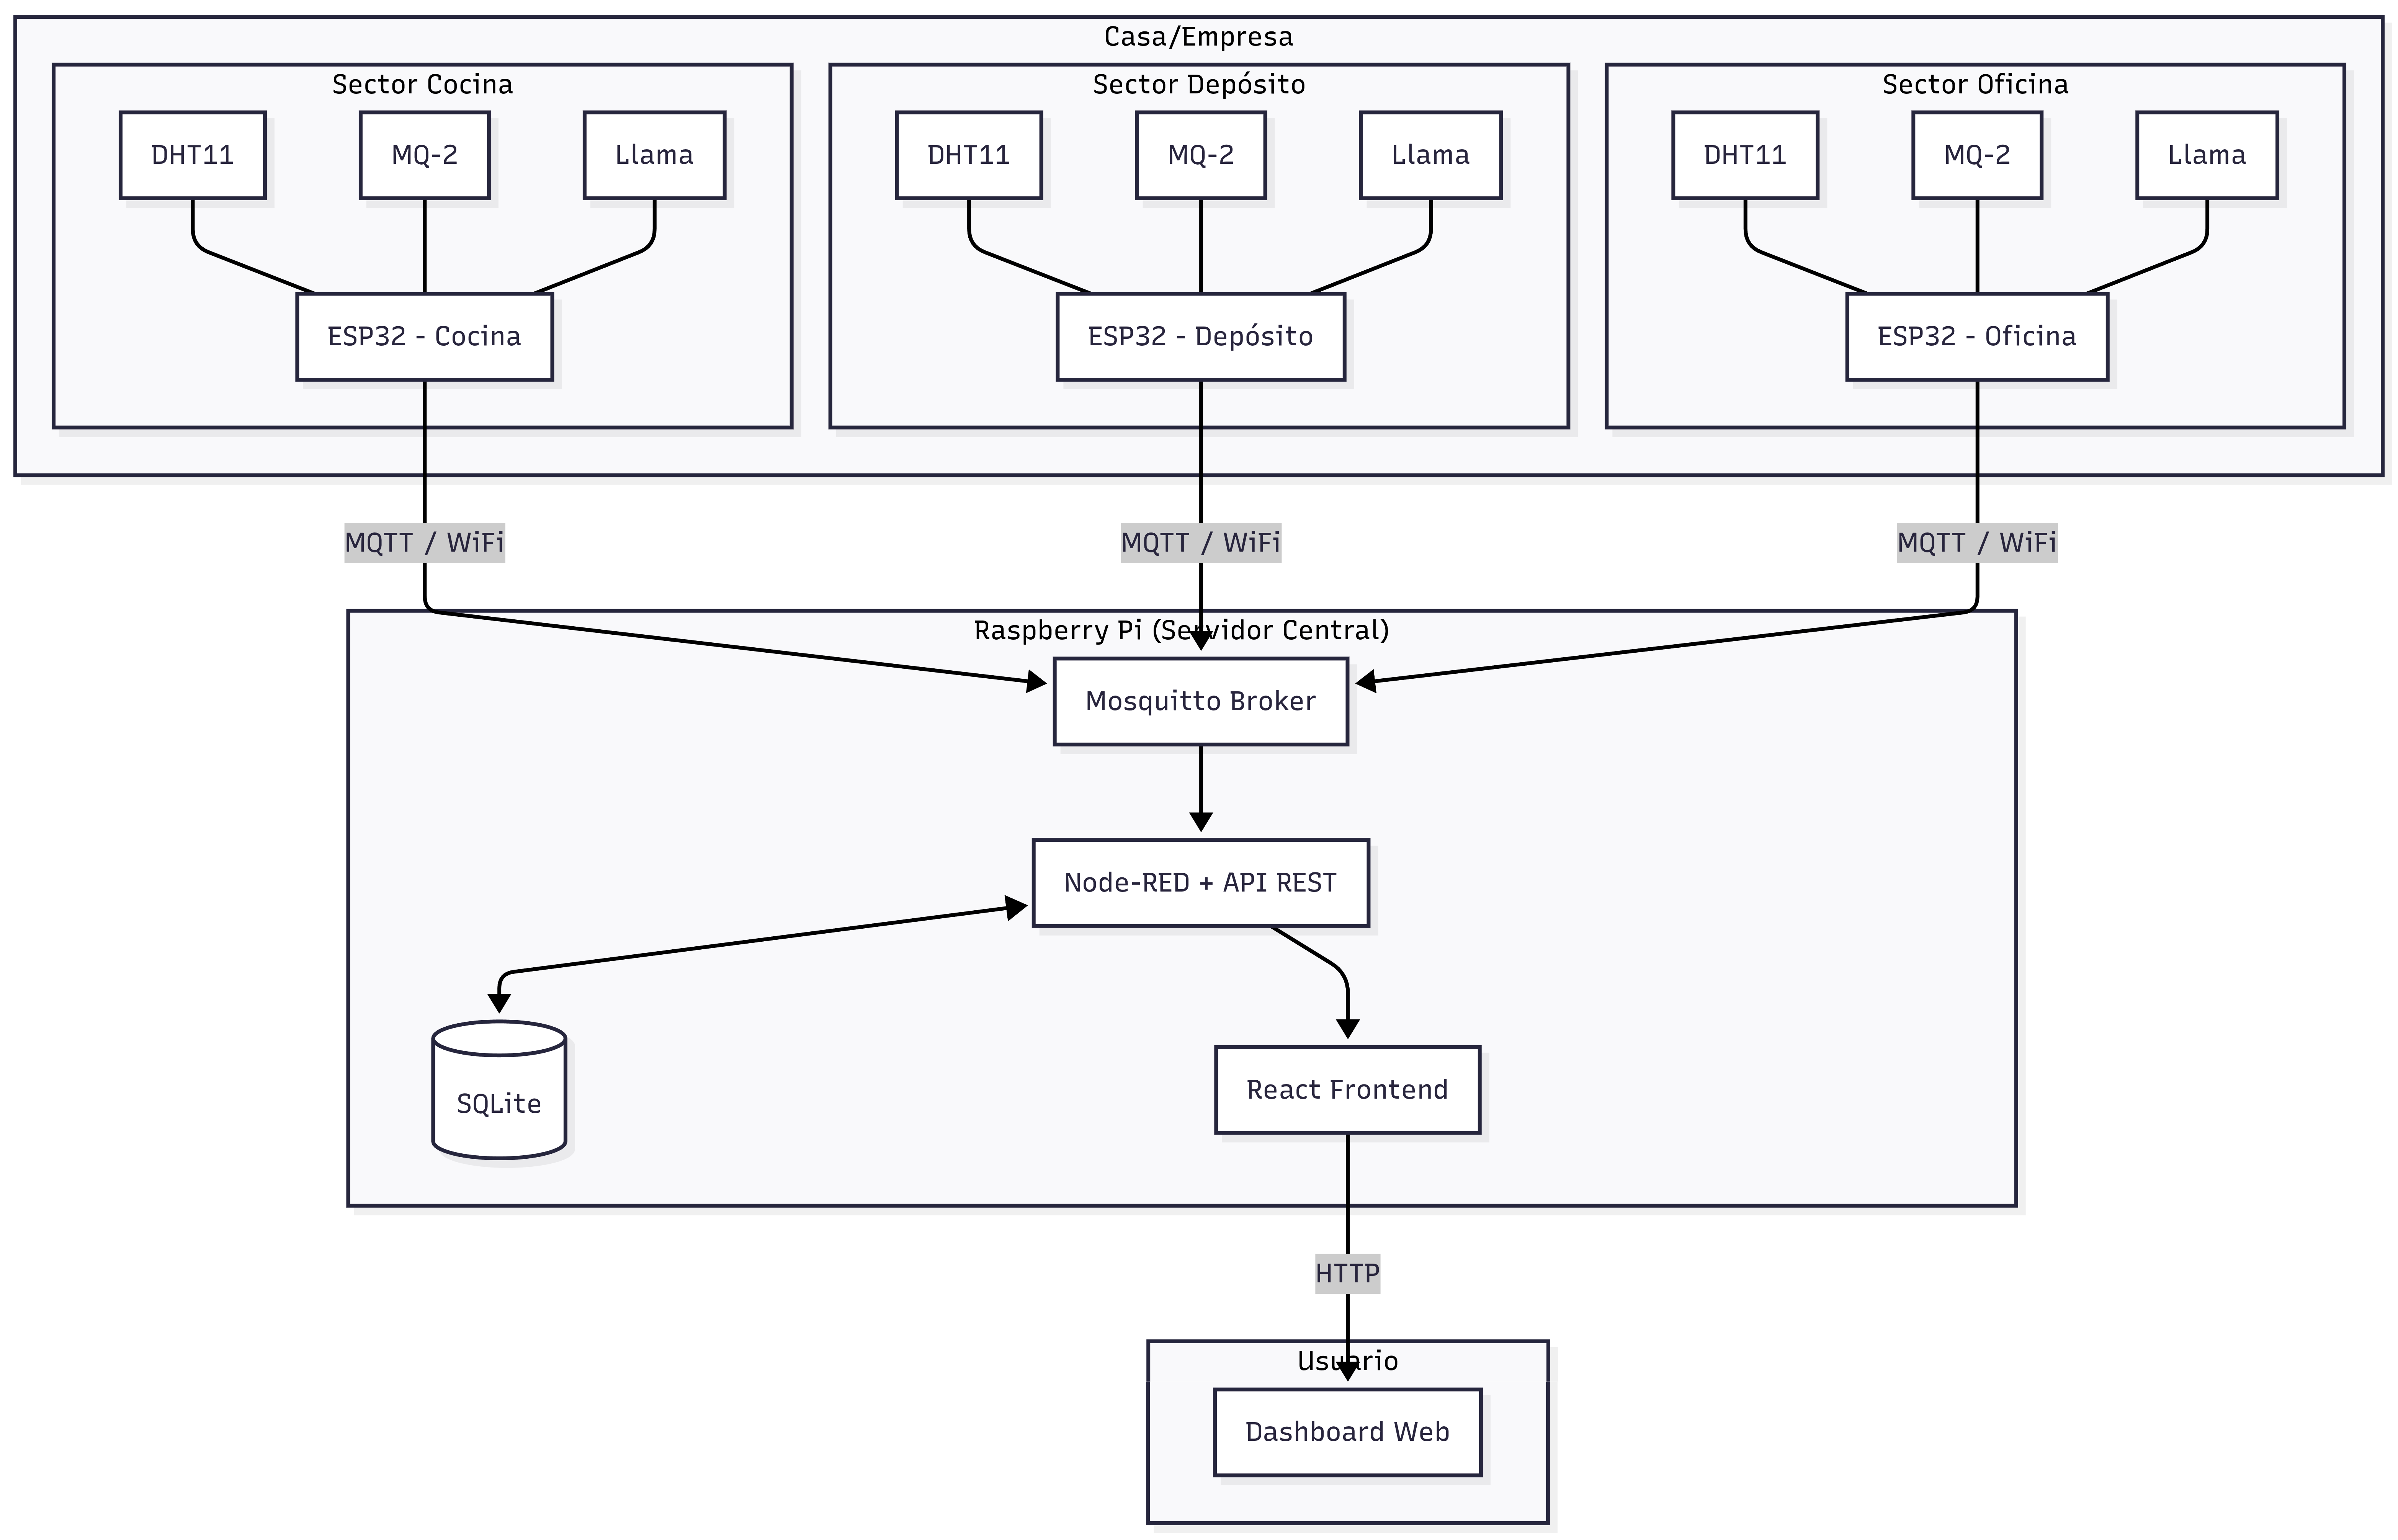 Casa/Empresa
Sector Cocina
Sector Depósito
Sector Oficina
DHT11
MQ-2
Llama
DHT11
MQ-2
Llama
DHT11
MQ-2
Llama
ESP32 - Cocina
ESP32 - Depósito
ESP32 - Oficina
MQTT / WiFi
MQTT / WiFi
MQTT / WiFi
Raspberry Pi (Servidor Central)
Mosquitto Broker
Node-RED + API REST
SQLite
React Frontend
HTTP
Usuario
Dashboard Web